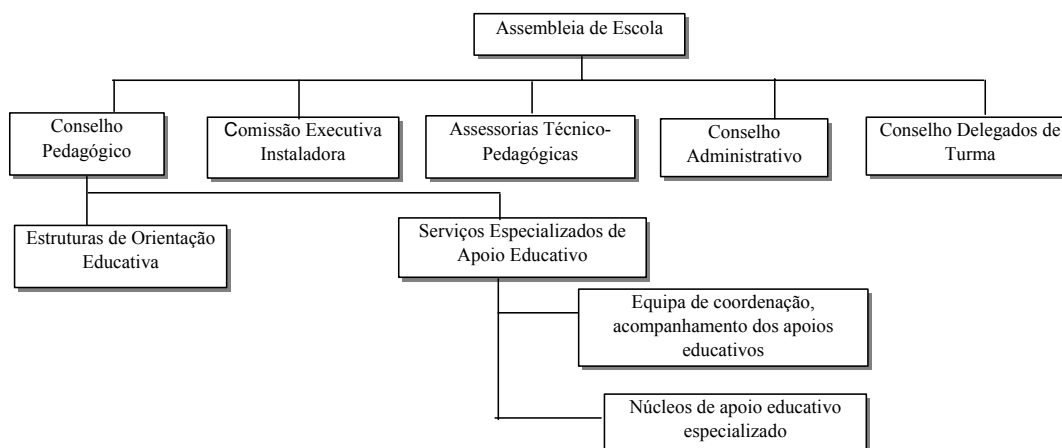 Assembleia de Escola
Conselho
Pedagógico
Comissão Executiva
Instaladora
Assessorias Técnico-
Pedagógicas
Conselho
Administrativo
Conselho Delegados de
Turma
Estruturas de Orientação
Educativa
Serviços Especializados de
Apoio Educativo
Equipa de coordenação,
acompanhamento dos apoios
educativos
Núcleos de apoio educativo
especializado